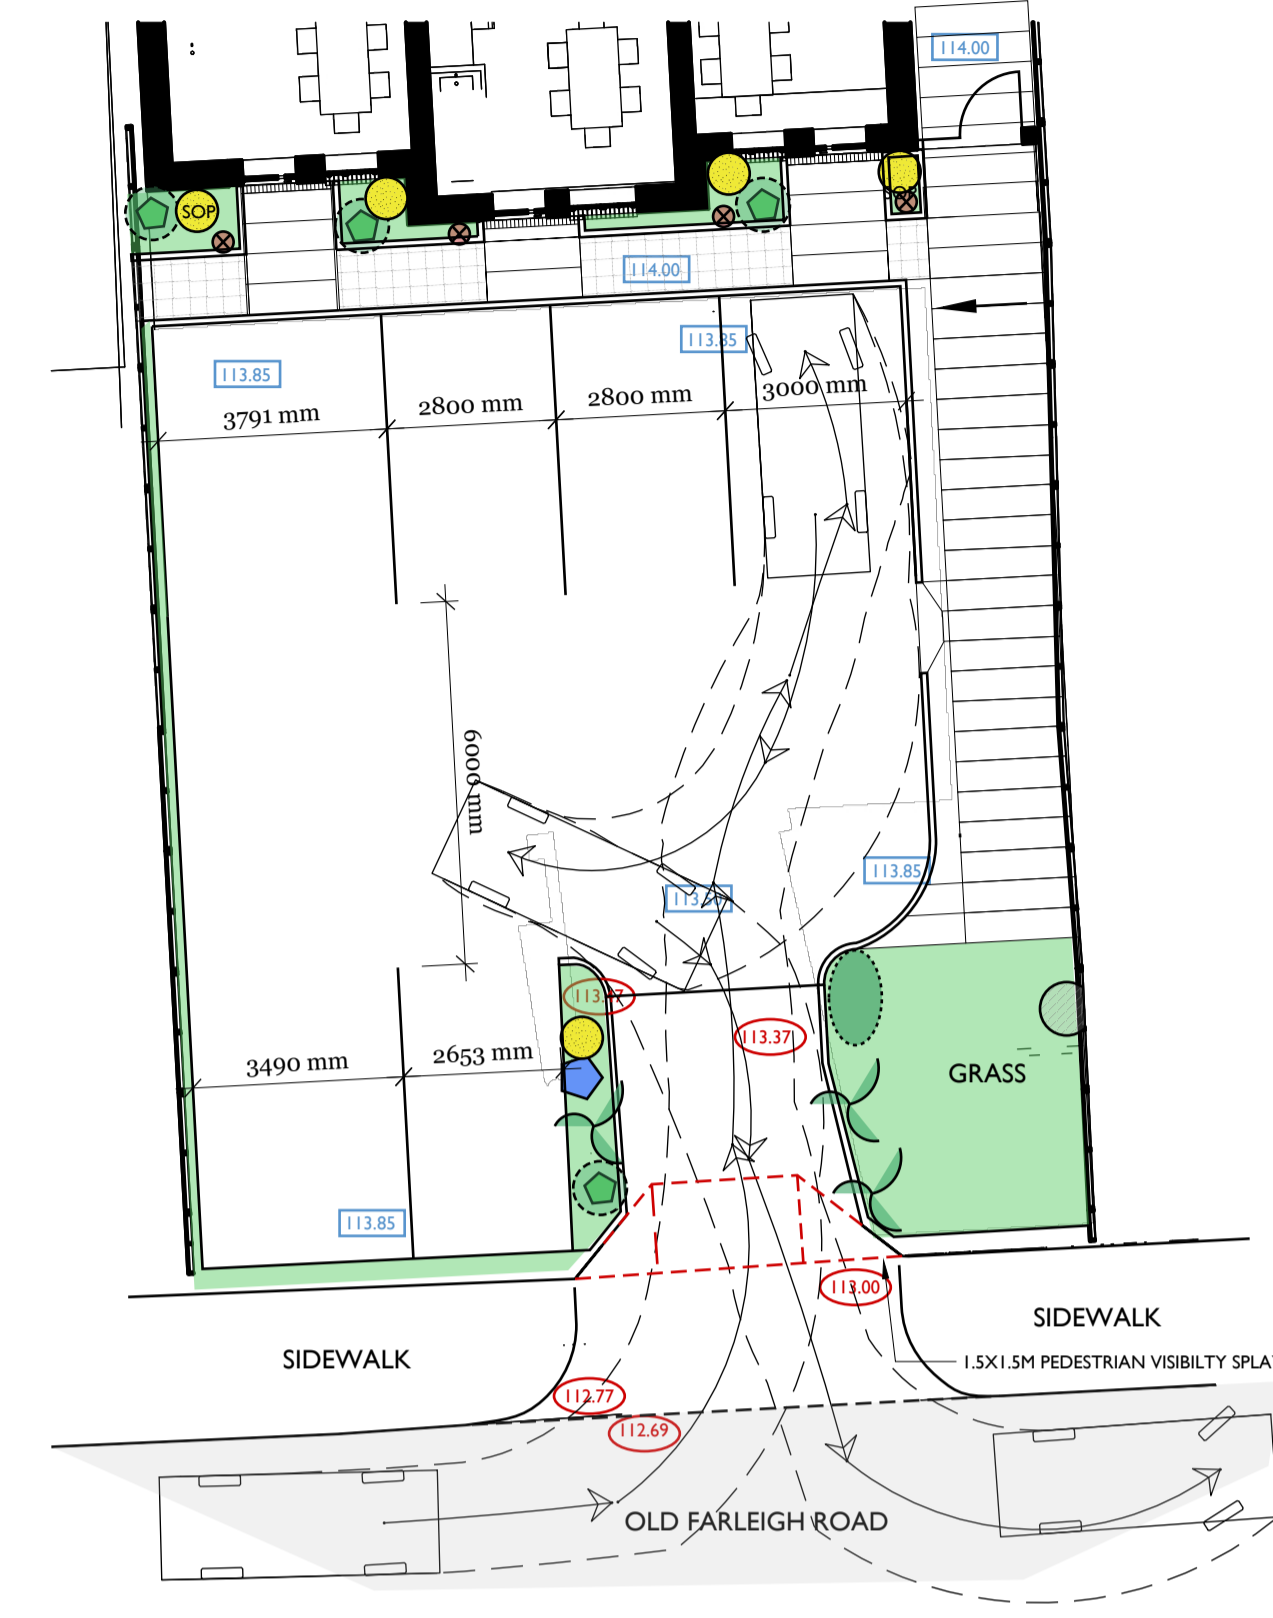 114.00
SOP
114.00
113.85
113.85
3791 mm
2800 mm
2800 mm
3000 mm
6000 mm
113.85
113.37
3490 mm
2653 mm
GRASS
113.85
113.00
SIDEWALK
SIDEWALK
1.5X1.5M PEDESTRIAN VISIBILTY SPLA
112.77
112.69
OLD FARLEIGH ROAD